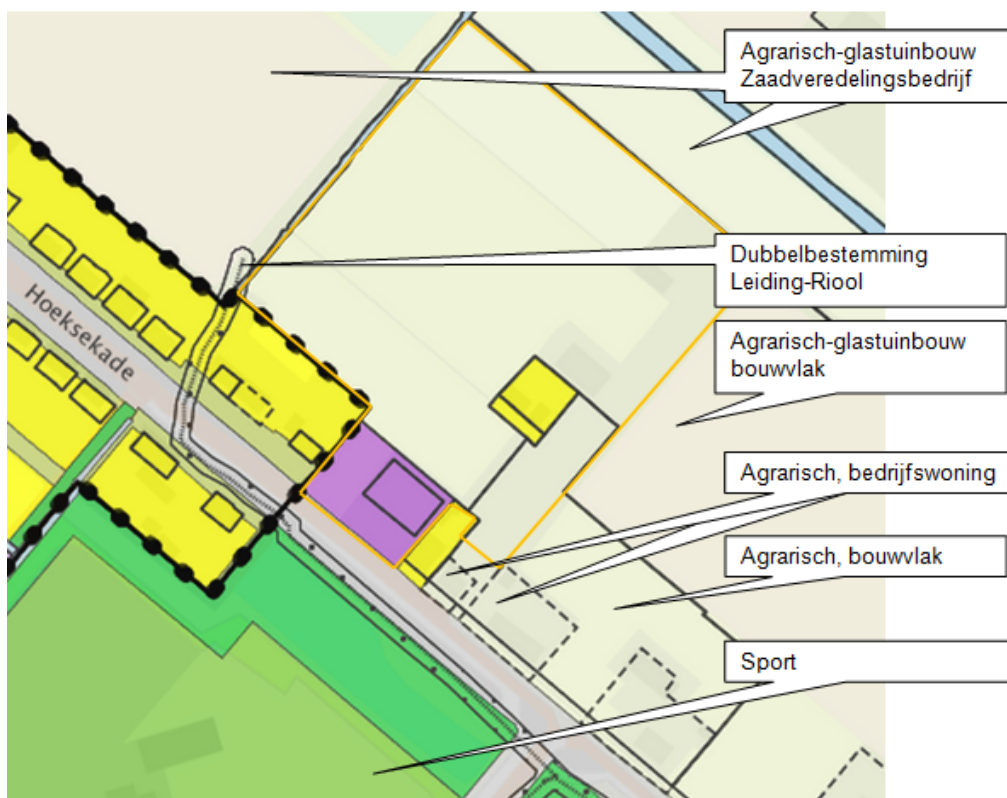 Agrarisch-glastuinbouw
Zaadveredelingsbedrijf
Dubbelbestemming
Leiding-Riool
Hoeksekade
Agrarisch-glastuinbouw
bouwvlak
Agrarisch, bedrijfswoning
Agrarisch, bouwvlak
Sport